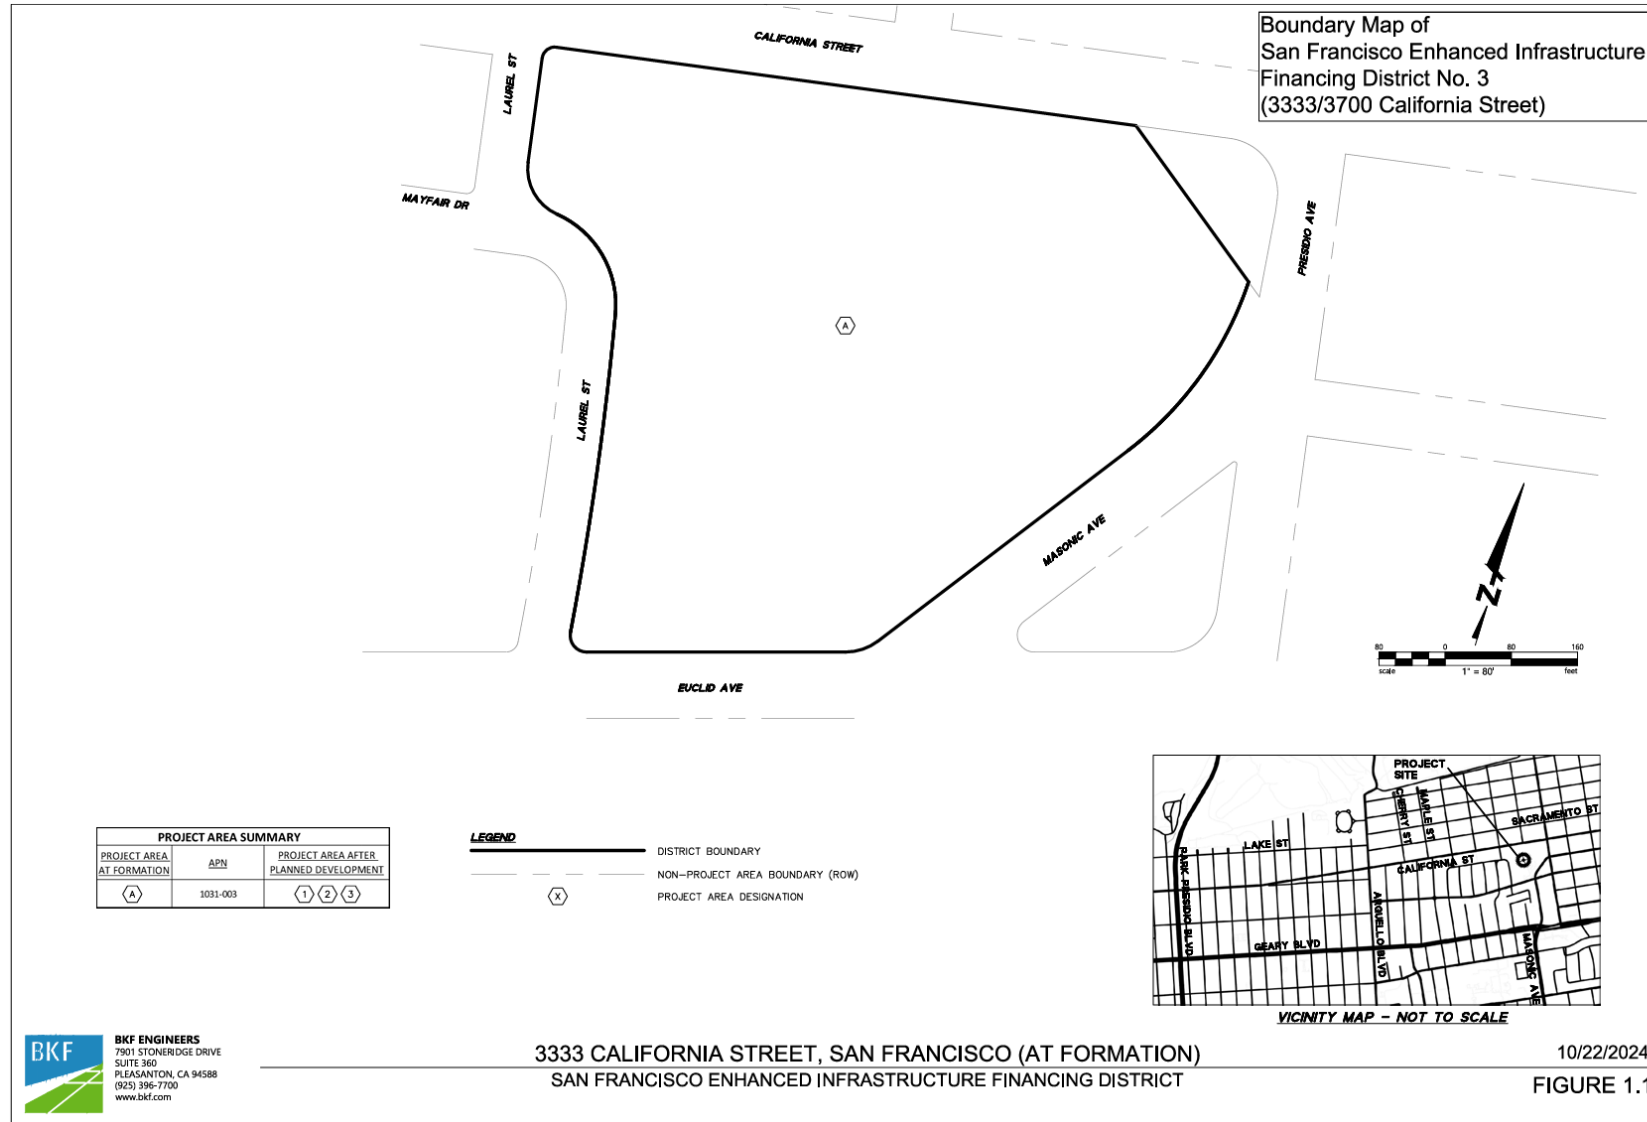 Boundary Map of
San Francisco Enhanced Infrastructure
Financing District No. 3
(3333/3700 California Street)
CALIFORNIA STREET
LAUREL ST
MAYFAIR DR
PRESIDIO AVE
A
LAUREL ST
MASONIC AVE
EUCLID AVE
N
80 0 80 160
scale 1" = 80' feet
PROJECT AREA SUMMARY
PROJECT AREA
AT FORMATION
APN
PROJECT AREA AFTER
PLANNED DEVELOPMENT
A 1031-003 1 2 3
LEGEND
DISTRICT BOUNDARY
NON-PROJECT AREA BOUNDARY (ROW)
X PROJECT AREA DESIGNATION
PROJECT
SITE
CHERRY ST
MAPLE ST
SACRAMENTO ST
LAKE ST
CALIFORNIA ST
PARK PRESIDIO BLVD
ARGUELLO BLVD
GEARY BLVD
MASONIC AVE
VICINITY MAP - NOT TO SCALE
BKF
BKF ENGINEERS
7901 STONERIDGE DRIVE
SUITE 360
PLEASANTON, CA 94588
(925) 396-7700
www.bkf.com
3333 CALIFORNIA STREET, SAN FRANCISCO (AT FORMATION)
SAN FRANCISCO ENHANCED INFRASTRUCTURE FINANCING DISTRICT
10/22/2024
FIGURE 1.1